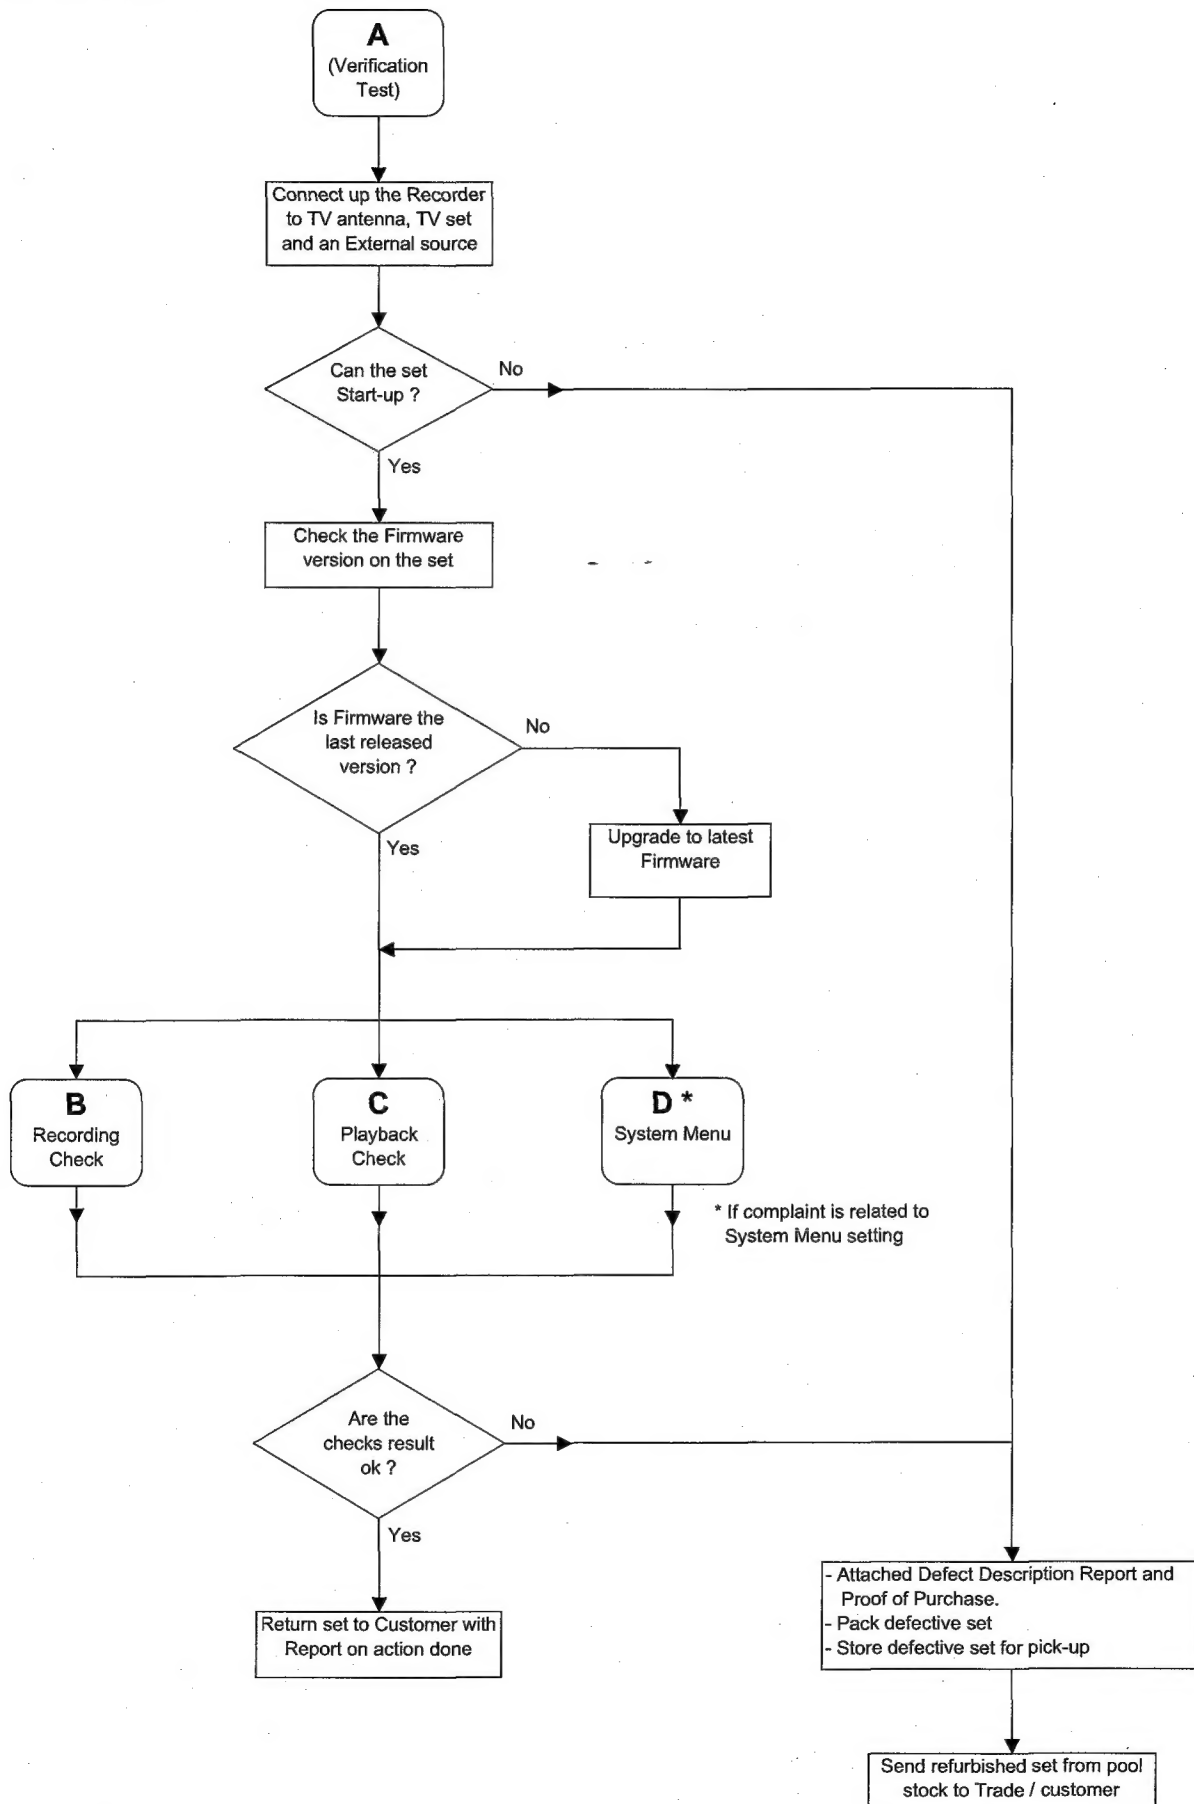 A
(Verification
Test)
Connect up the Recorder
to TV antenna, TV set
and an External source
Can the set
Start-up ?
No
Yes
Check the Firmware
version on the set
Is Firmware the
last released
version ?
No
Yes
Upgrade to latest
Firmware
B
Recording
Check
C
Playback
Check
D *
System Menu
* If complaint is related to
System Menu setting
Are the
checks result
ok ?
No
Yes
Return set to Customer with
Report on action done
- Attached Defect Description Report and
Proof of Purchase.
- Pack defective set
- Store defective set for pick-up
Send refurbished set from pool
stock to Trade / customer